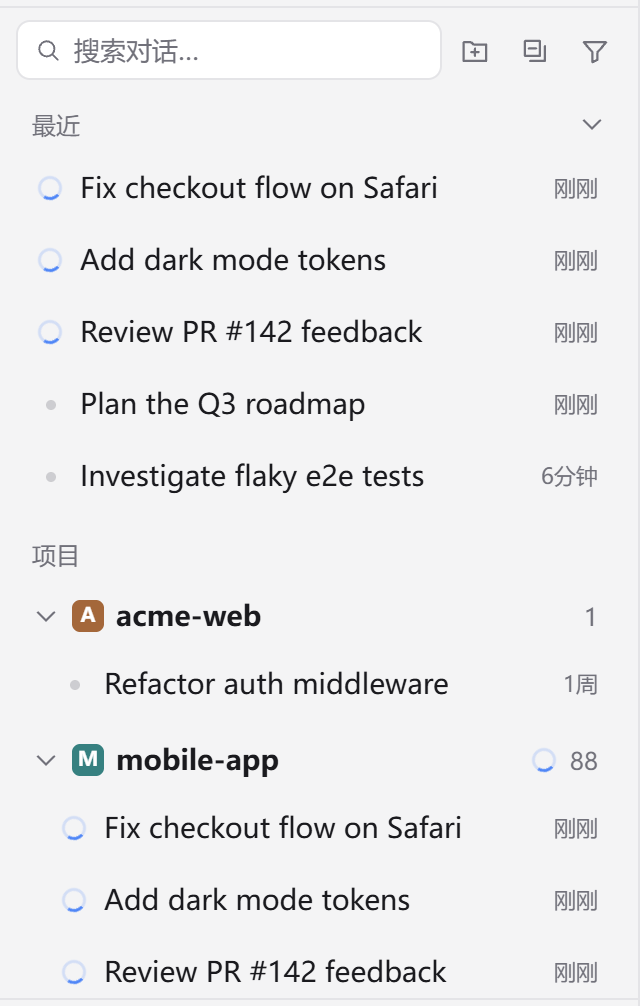 搜索对话...
最近
Fix checkout flow on Safari 刚刚
Add dark mode tokens 刚刚
Review PR #142 feedback 刚刚
Plan the Q3 roadmap 刚刚
Investigate flaky e2e tests 6分钟
项目
A acme-web 1
Refactor auth middleware 1周
M mobile-app 88
Fix checkout flow on Safari 刚刚
Add dark mode tokens 刚刚
Review PR #142 feedback 刚刚